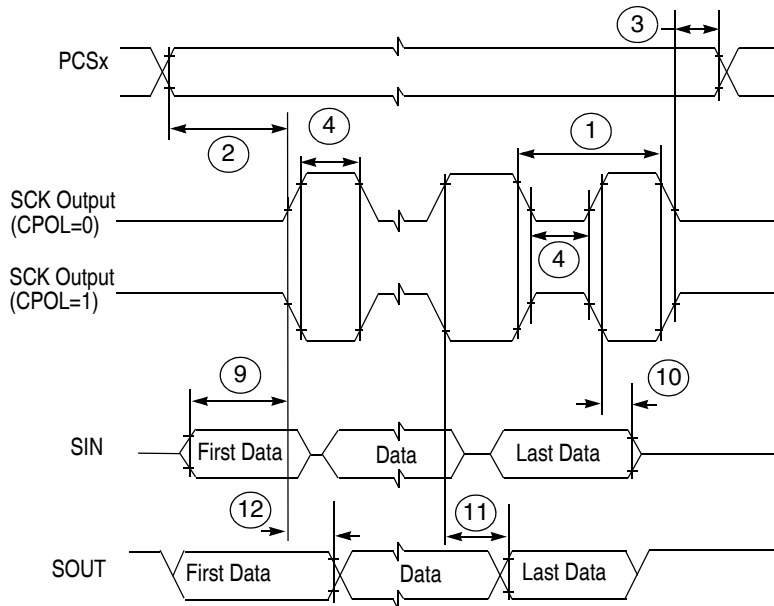 3
PCSx
2
4
1
SCK Output
(CPOL=0)
4
SCK Output
(CPOL=1)
9
10
SIN
First Data
Data
Last Data
12
11
SOUT
First Data
Data
Last Data